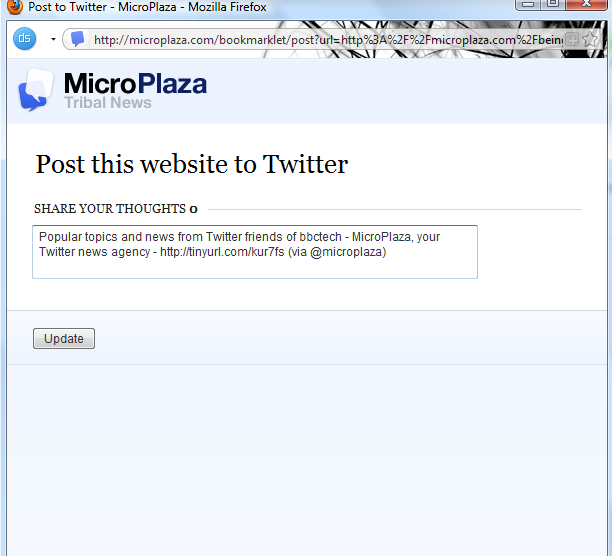 Post to Twitter - MicroPlaza - Mozilla Firefox
ds http://microplaza.com/bookmarklet/post?url=http%3A%2F%2Fmicroplaza.com%2Fbeing
MicroPlaza
Tribal News
Post this website to Twitter
SHARE YOUR THOUGHTS 0
Popular topics and news from Twitter friends of bbctech - MicroPlaza, your
Twitter news agency - http://tinyurl.com/kur7fs (via @microplaza)
Update